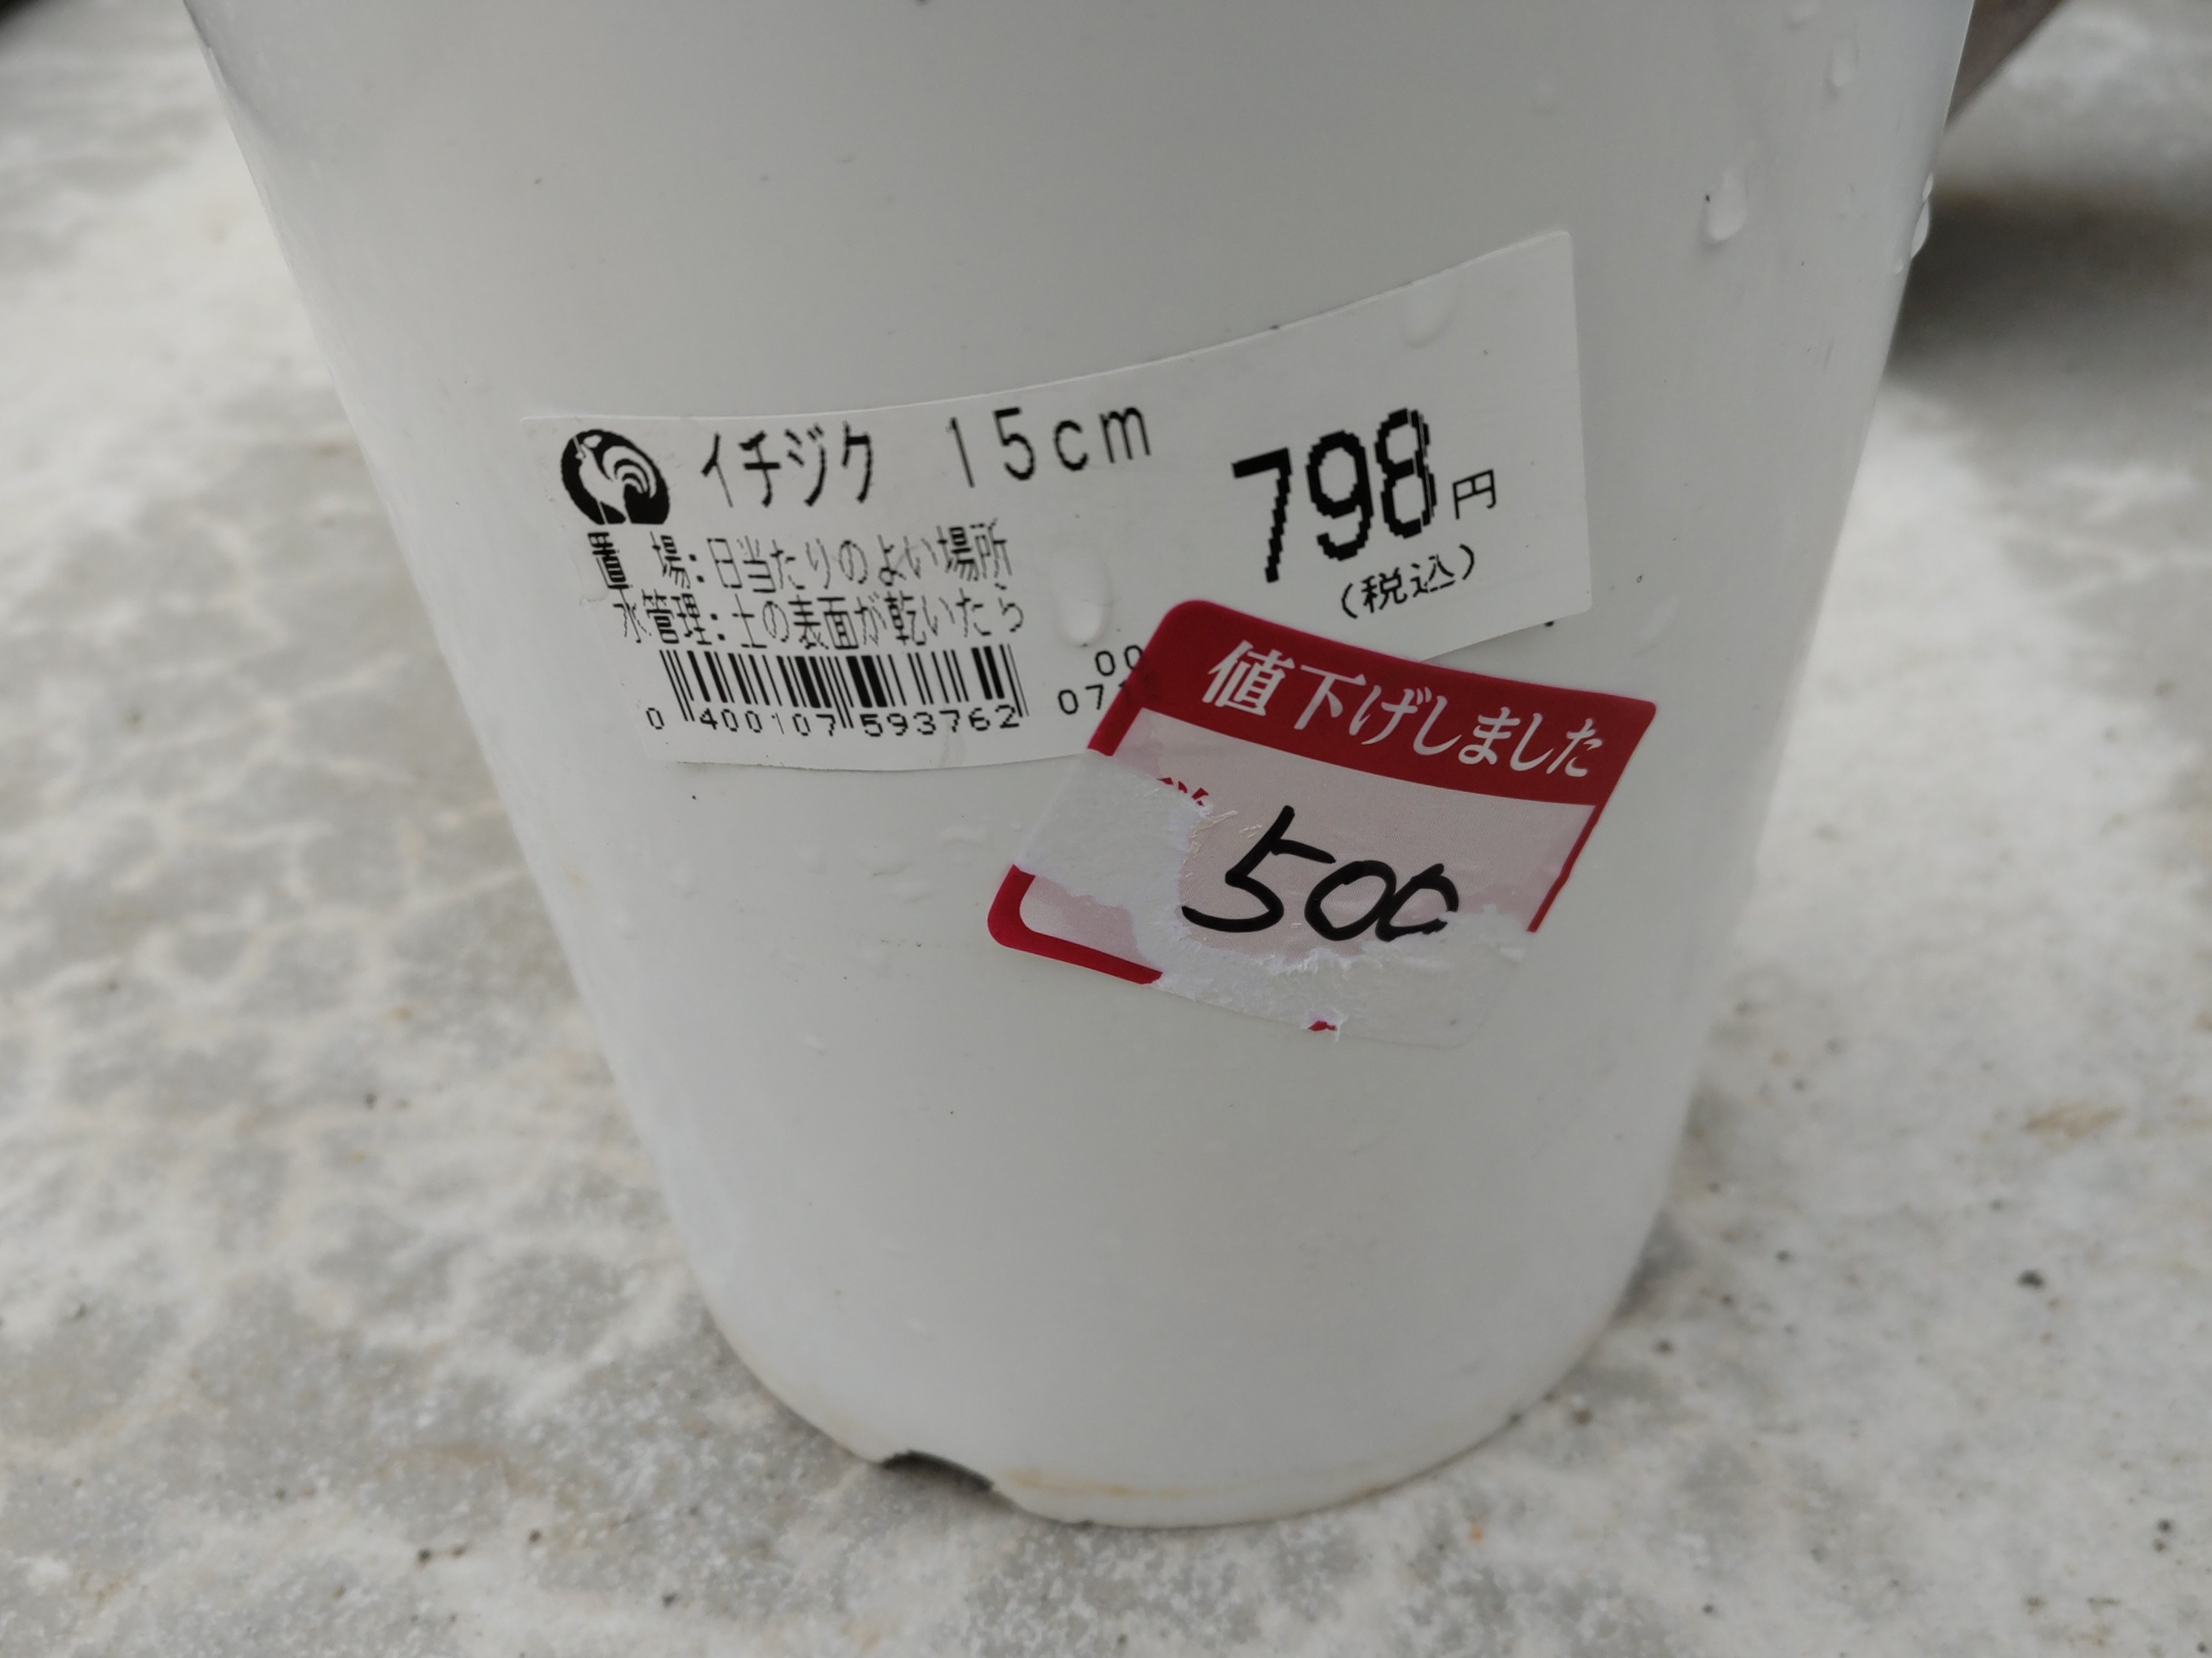 イチジク 15cm
798円
(税込)
置 場:日当たりのよい場所
水管理:土の表面が乾いたら
00
07
0 400107 593762
値下げしました
500